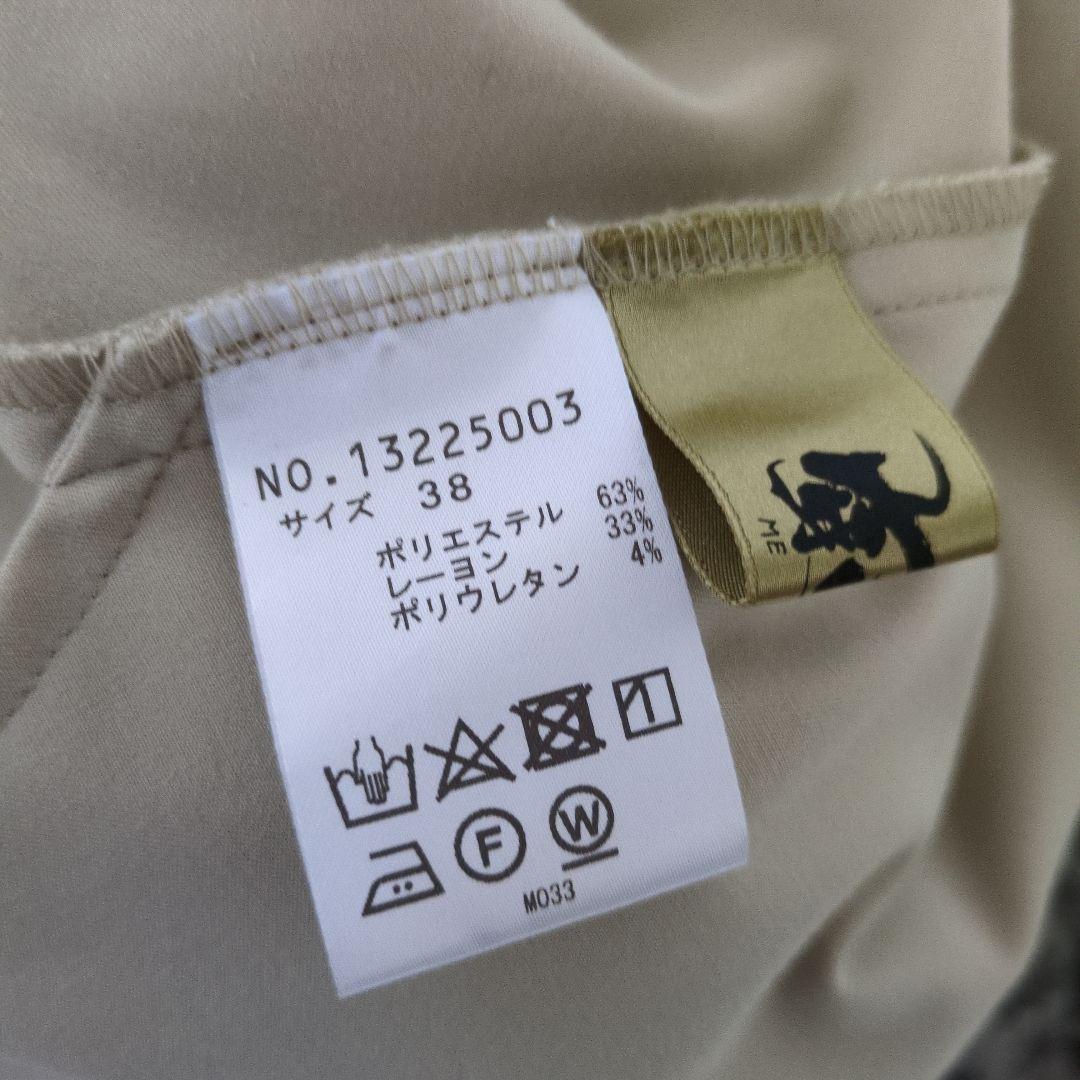 NO.13225003
サイズ 38
ポリエステル 63%
レーヨン 33%
ポリウレタン 4%
F
W
M033
ME